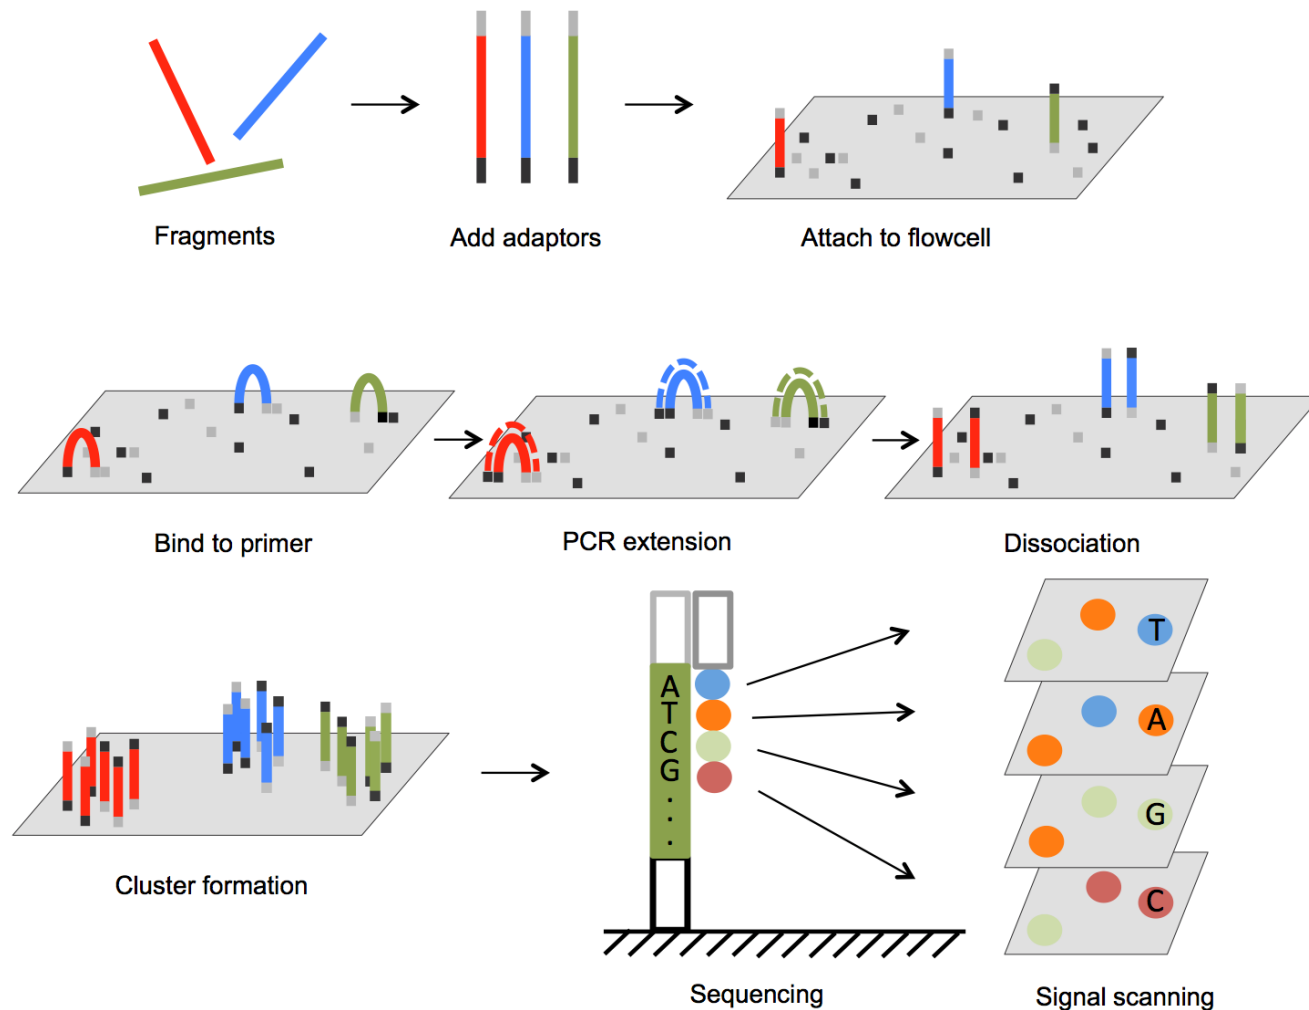 Fragments
Add adaptors
Attach to flowcell
Bind to primer
PCR extension
Dissociation
Cluster formation
A
T
C
G
.
.
.
Sequencing
T
A
G
C
Signal scanning